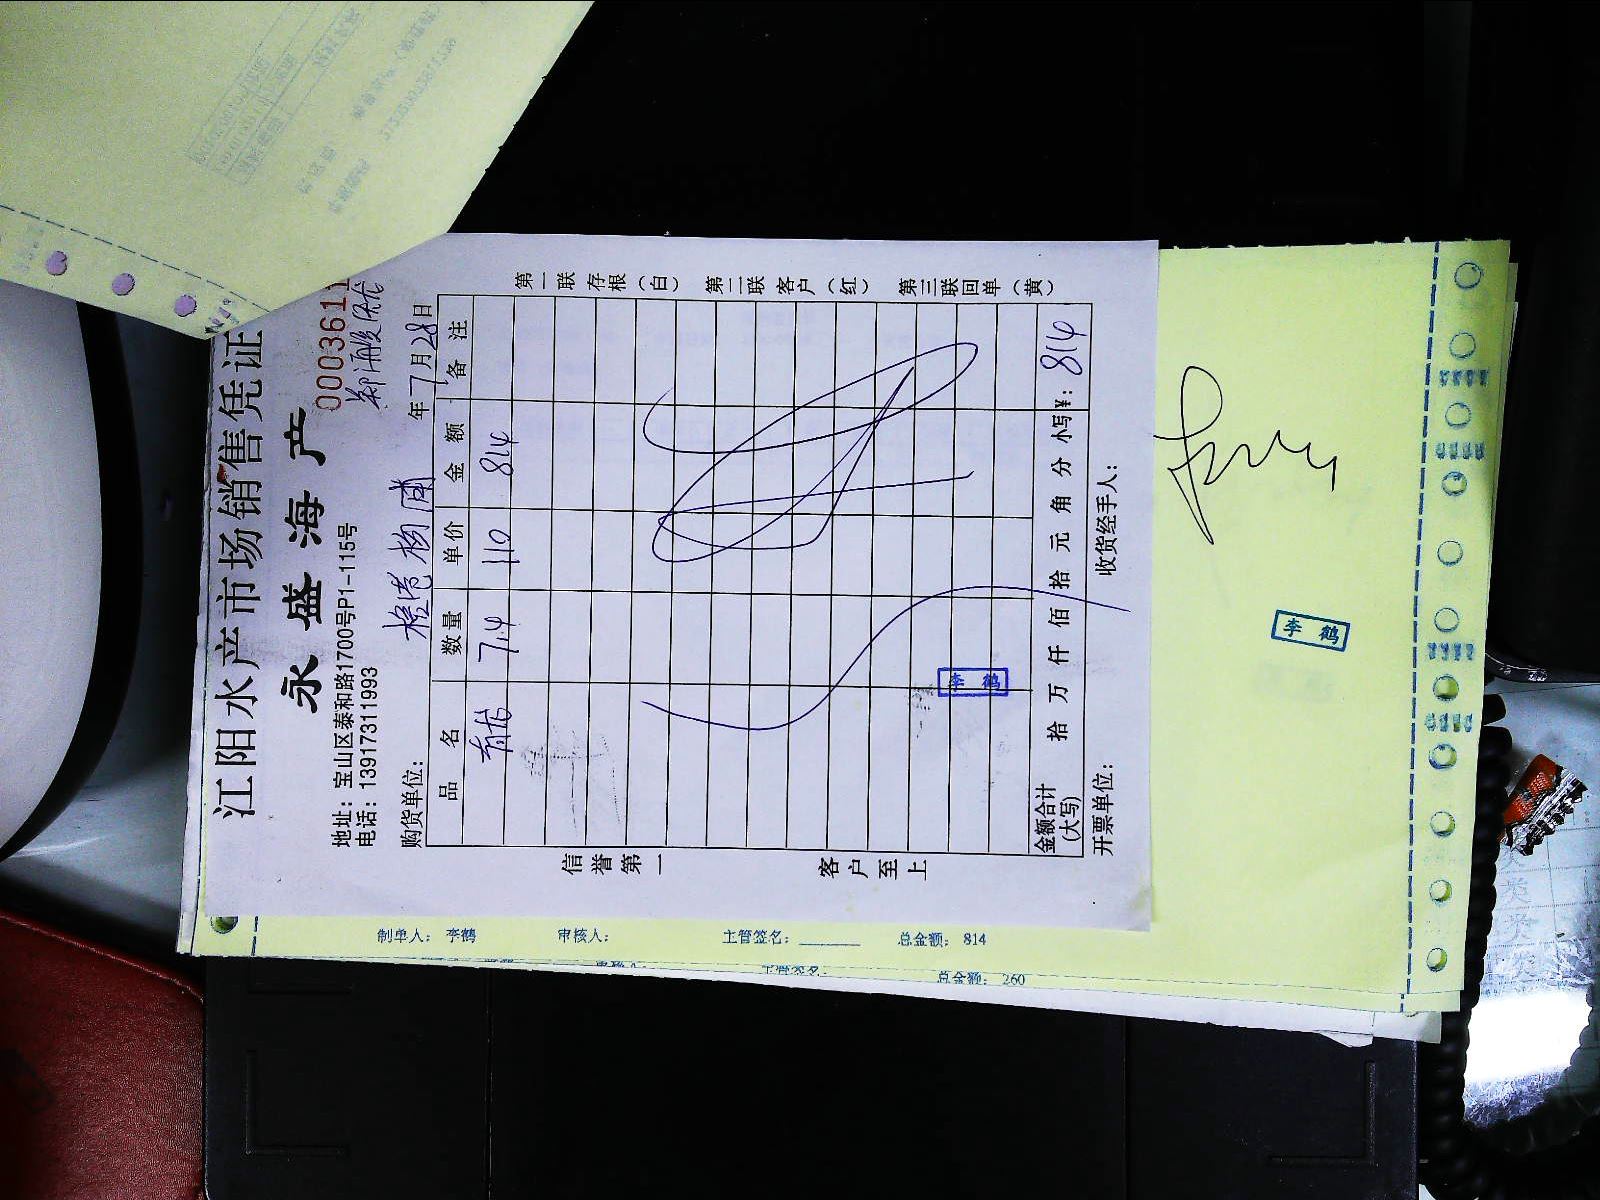 江阳水产市场销售凭证
永盛海产
0003611
地址：宝山区泰和路1700号P1-115号
电话：13917311993
购货单位：
年7月28日
品名 数量 单价 金额 备注
7.4 110 814
金额合计(大写) 拾 万 仟 佰 拾 元 角 分 小写¥：814
开票单位： 收货经手人：
信誉第一 客户至上
第一联存根（白） 第二联客户（红） 第三联回单（黄）
李鹤
李鹤
制单人： 李鹤 审核人： 主管签名： 总金额： 814
主管签名： 总金额： 260